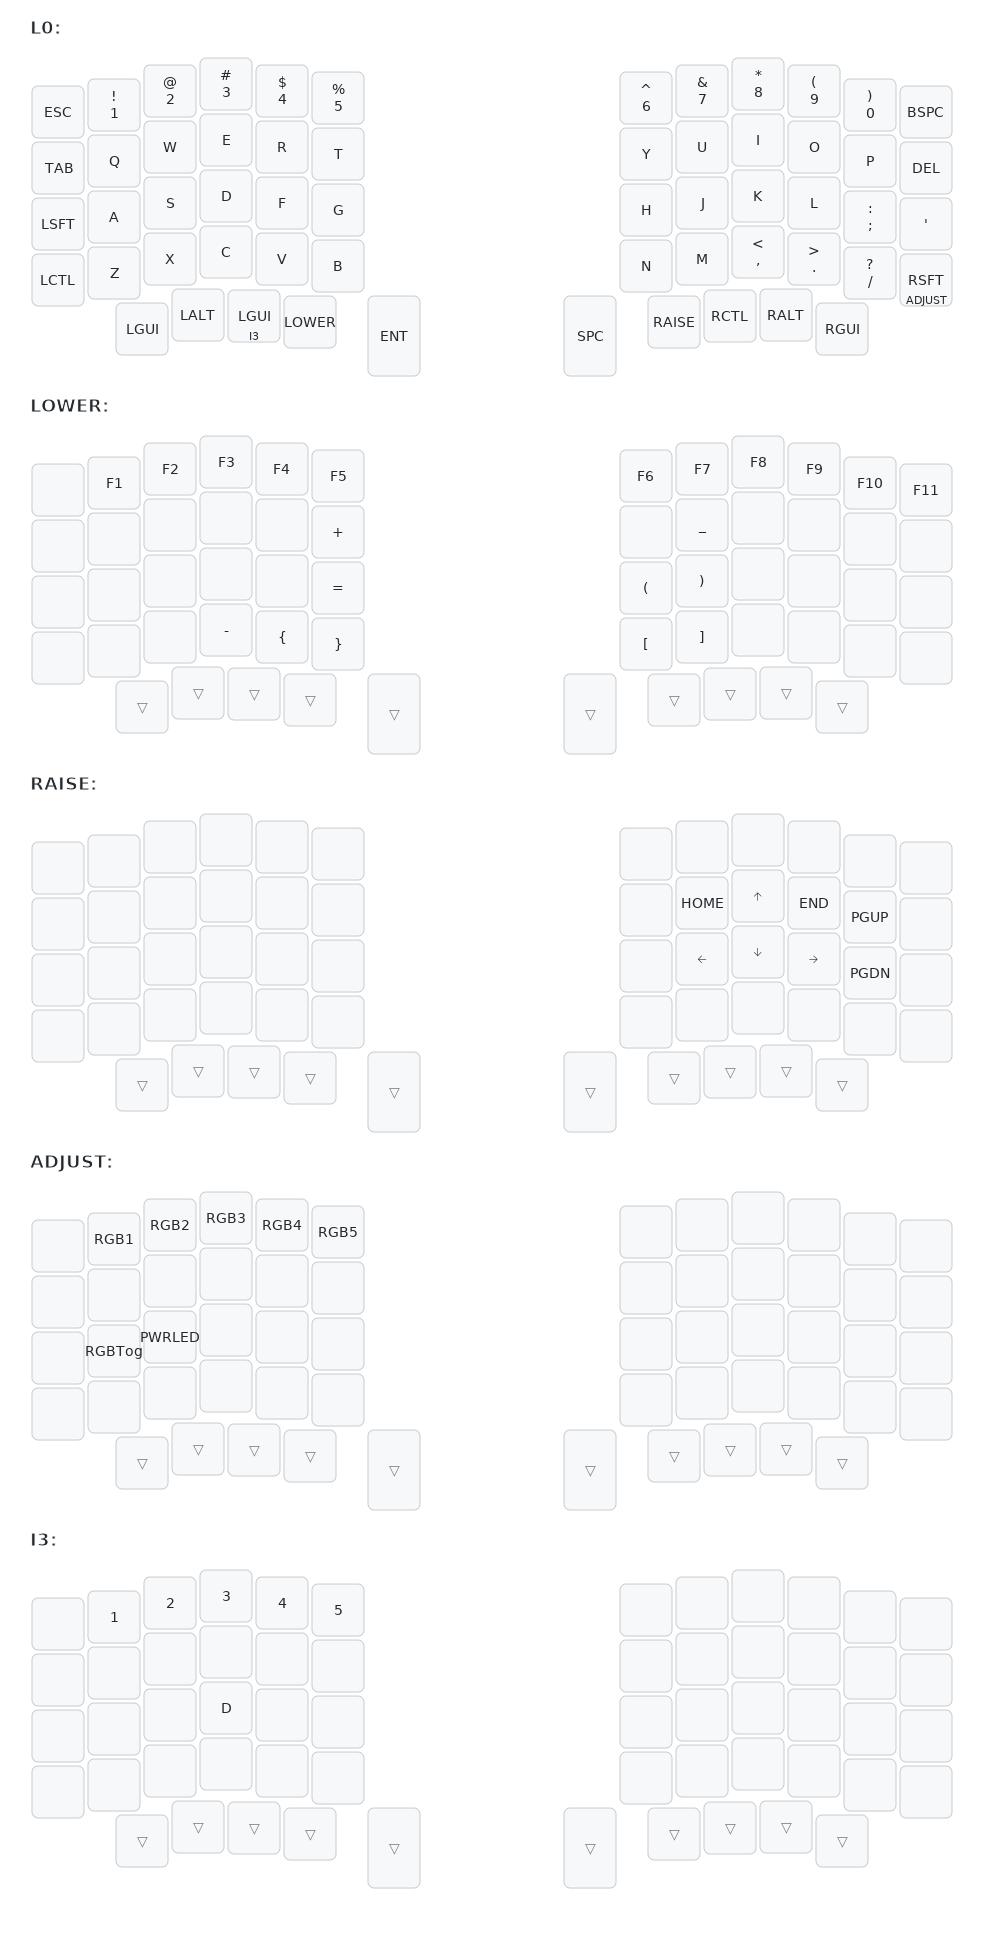 L0:
ESC ! 1 @ 2 # 3 $ 4 % 5 ^ 6 & 7 * 8 ( 9 ) 0 BSPC
TAB Q W E R T Y U I O P DEL
LSFT A S D F G H J K L : ; '
LCTL Z X C V B N M < , > . ? / RSFT ADJUST
LGUI LALT LGUI I3 LOWER ENT SPC RAISE RCTL RALT RGUI
LOWER:
F1 F2 F3 F4 F5 F6 F7 F8 F9 F10 F11
+ _
= ( )
- { } [ ]
▽ ▽ ▽ ▽ ▽ ▽ ▽ ▽ ▽ ▽
RAISE:
HOME ↑ END PGUP
← ↓ → PGDN
▽ ▽ ▽ ▽ ▽ ▽ ▽ ▽ ▽ ▽
ADJUST:
RGB1 RGB2 RGB3 RGB4 RGB5
RGBTog PWRLED
▽ ▽ ▽ ▽ ▽ ▽ ▽ ▽ ▽ ▽
I3:
1 2 3 4 5
D
▽ ▽ ▽ ▽ ▽ ▽ ▽ ▽ ▽ ▽